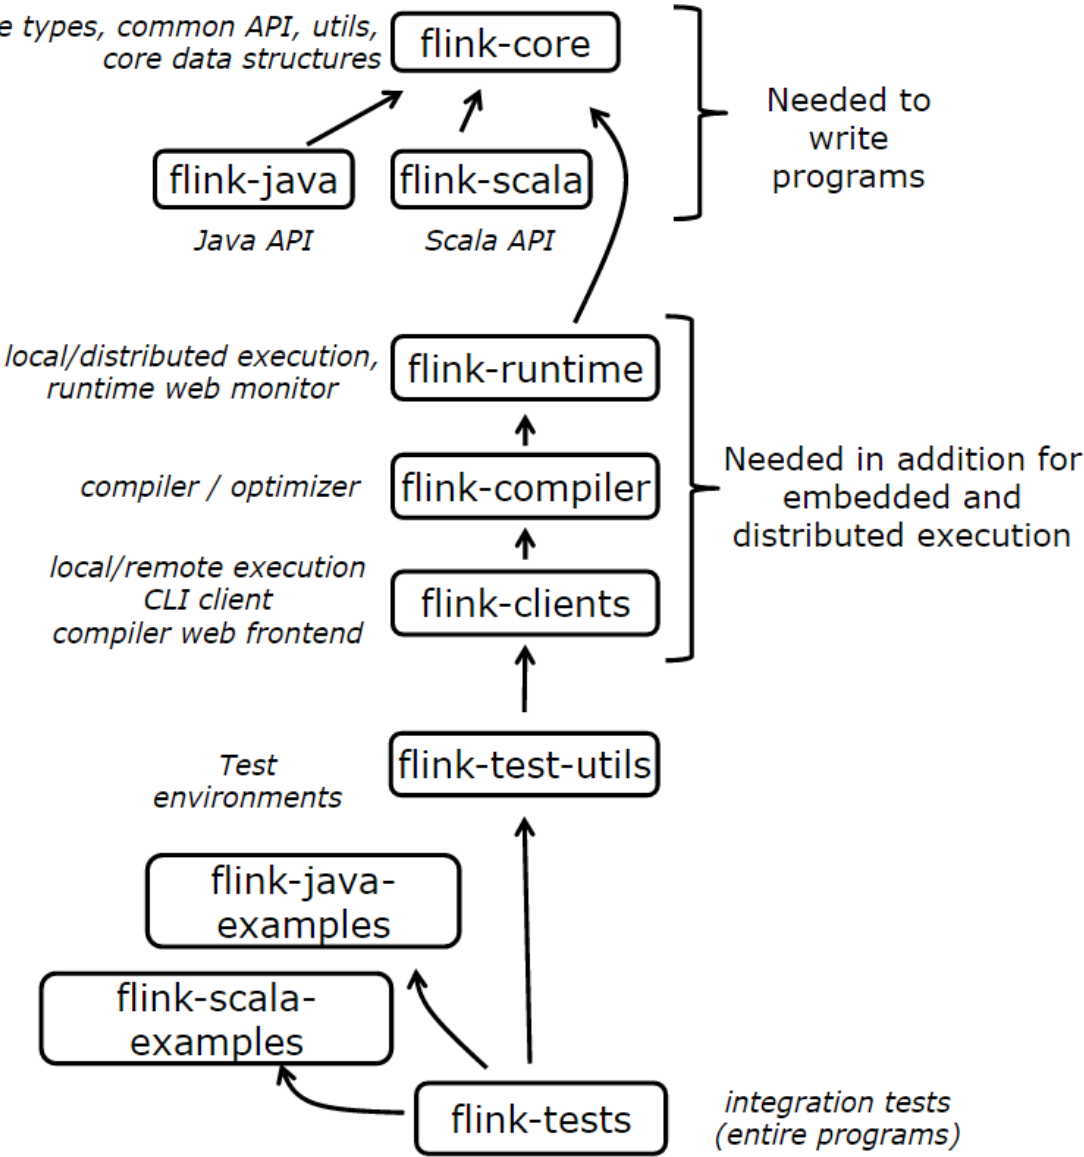 types, common API, utils,
core data structures
flink-core
Needed to
write
programs
flink-java
flink-scala
Java API
Scala API
local/distributed execution,
runtime web monitor
flink-runtime
compiler / optimizer
flink-compiler
Needed in addition for
embedded and
distributed execution
local/remote execution
CLI client
compiler web frontend
flink-clients
Test
environments
flink-test-utils
flink-java-
examples
flink-scala-
examples
flink-tests
integration tests
(entire programs)